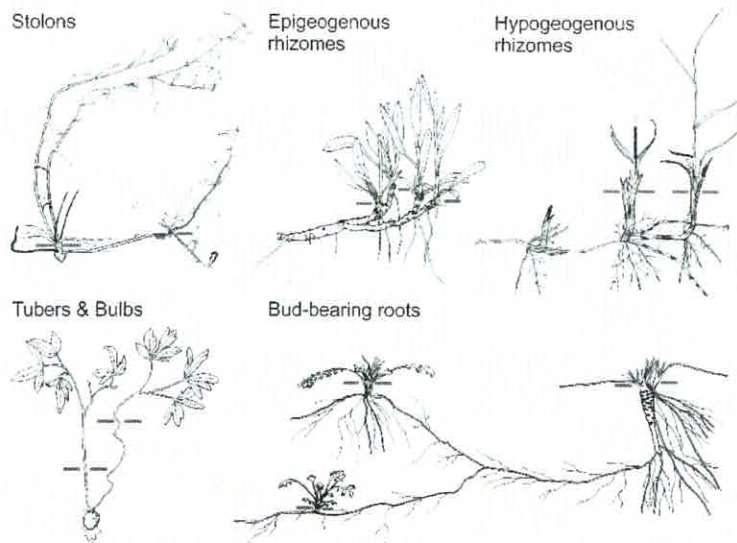 Stolons
Epigeogenous
rhizomes
Hypogeogenous
rhizomes
Tubers & Bulbs
Bud-bearing roots